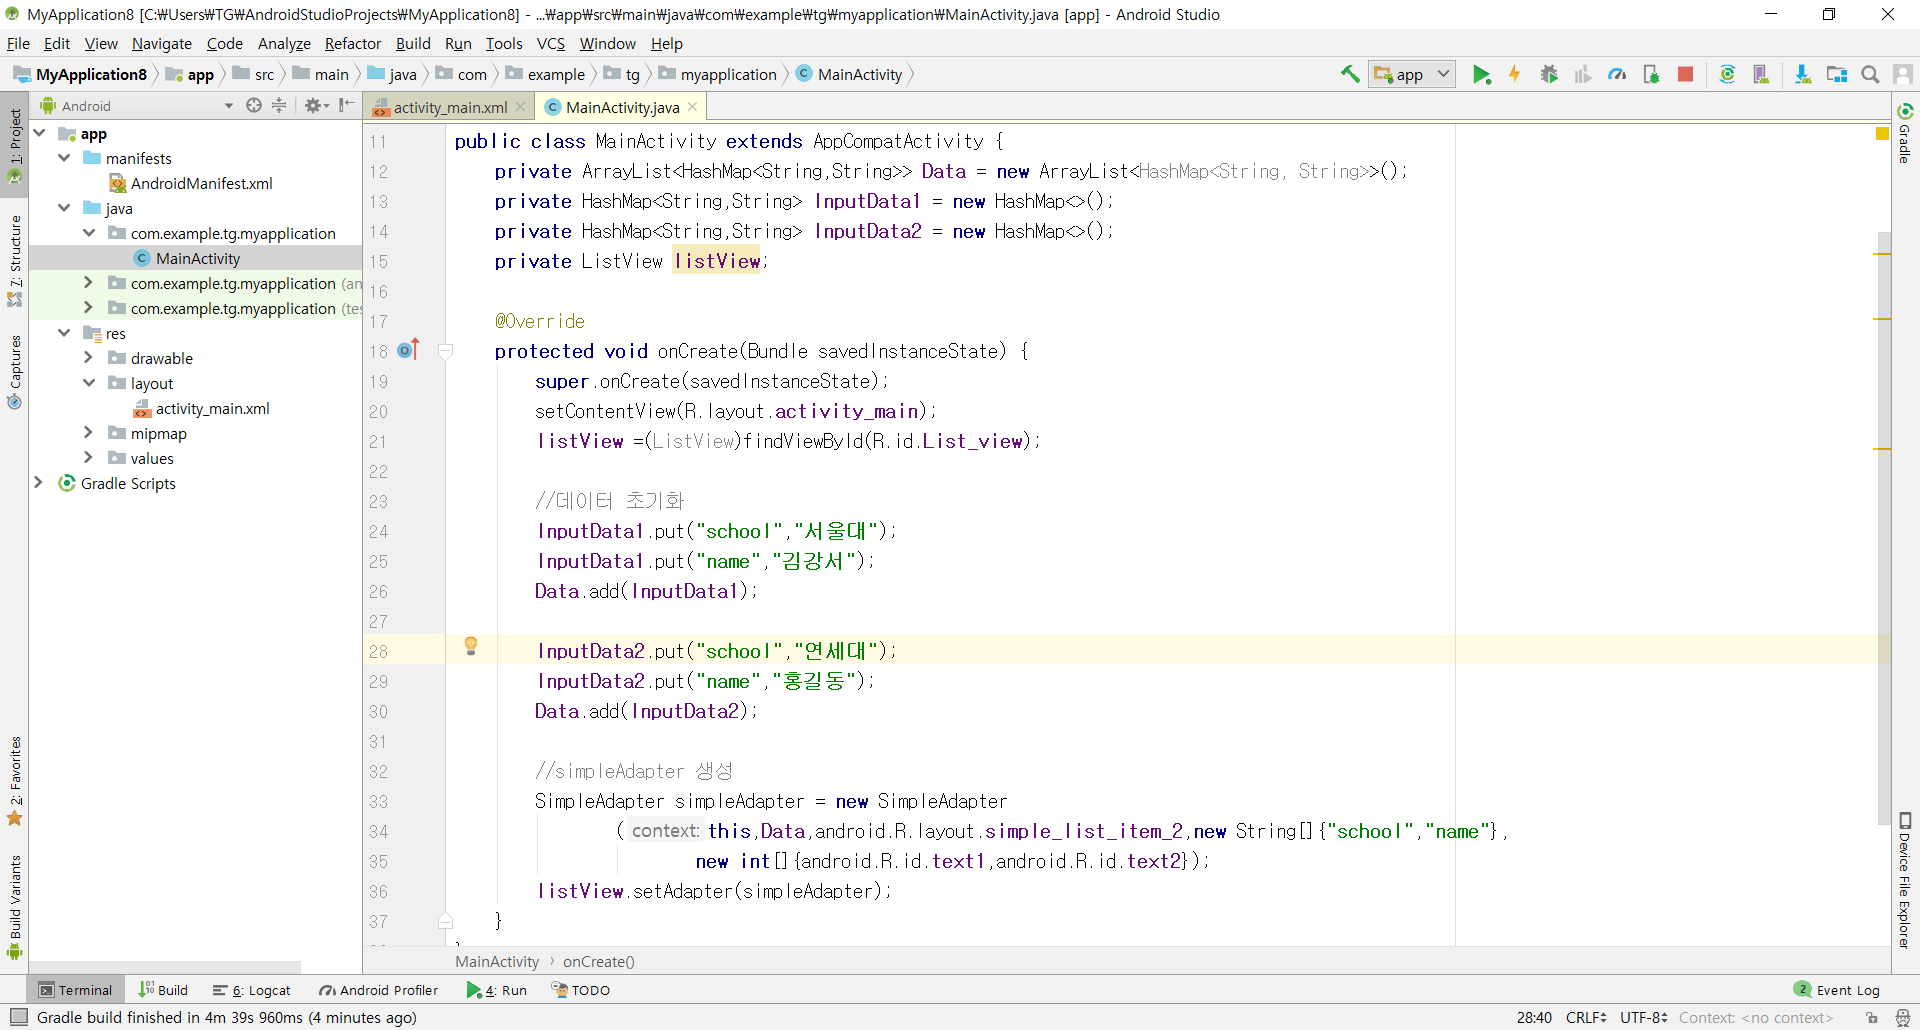 MyApplication8 [C:₩Users₩TG₩AndroidStudioProjects₩MyApplication8] - ...₩app₩src₩main₩java₩com₩example₩tg₩myapplication₩MainActivity.java [app] - Android Studio
File Edit View Navigate Code Analyze Refactor Build Run Tools VCS Window Help
MyApplication8 app src main java com example tg myapplication MainActivity app
Android
activity_main.xml MainActivity.java
1: Project
7: Structure
Captures
2: Favorites
Build Variants
app
manifests
AndroidManifest.xml
java
com.example.tg.myapplication
MainActivity
com.example.tg.myapplication (an
com.example.tg.myapplication (tes
res
drawable
layout
activity_main.xml
mipmap
values
Gradle Scripts
11 public class MainActivity extends AppCompatActivity {
12 private ArrayList<HashMap<String,String>> Data = new ArrayList<HashMap<String, String>>();
13 private HashMap<String,String> InputData1 = new HashMap<>();
14 private HashMap<String,String> InputData2 = new HashMap<>();
15 private ListView listView;
16
17 @Override
18 protected void onCreate(Bundle savedInstanceState) {
19 super.onCreate(savedInstanceState);
20 setContentView(R.layout.activity_main);
21 listView =(ListView)findViewById(R.id.List_view);
22
23 //데이터 초기화
24 InputData1.put("school","서울대");
25 InputData1.put("name","김강서");
26 Data.add(InputData1);
27
28 InputData2.put("school","연세대");
29 InputData2.put("name","홍길동");
30 Data.add(InputData2);
31
32 //simpleAdapter 생성
33 SimpleAdapter simpleAdapter = new SimpleAdapter
34 ( context: this,Data,android.R.layout.simple_list_item_2,new String[]{"school","name"},
35 new int[]{android.R.id.text1,android.R.id.text2});
36 listView.setAdapter(simpleAdapter);
37 }
MainActivity › onCreate()
Gradle
Device File Explorer
Terminal Build 6: Logcat Android Profiler 4: Run TODO 2 Event Log
Gradle build finished in 4m 39s 960ms (4 minutes ago) 28:40 CRLF UTF-8 Context: <no context>